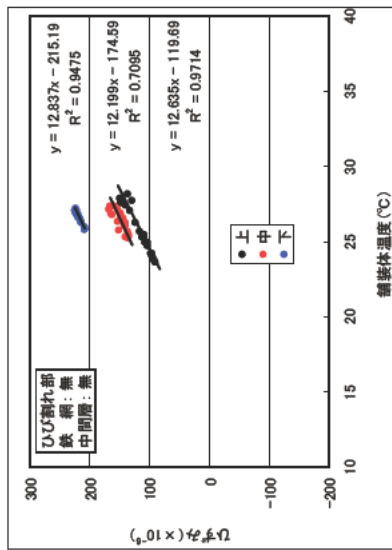 ひび割れ部
鉄 網：無
中間層：無
y = 12.837x − 215.19
R² = 0.9475
y = 12.199x − 174.59
R² = 0.7095
y = 12.635x − 119.69
R² = 0.9714
上
中
下
300
200
100
0
-100
-200
10
15
20
25
30
35
40
ひずみ(×10⁻⁶)
舗装体温度(℃)